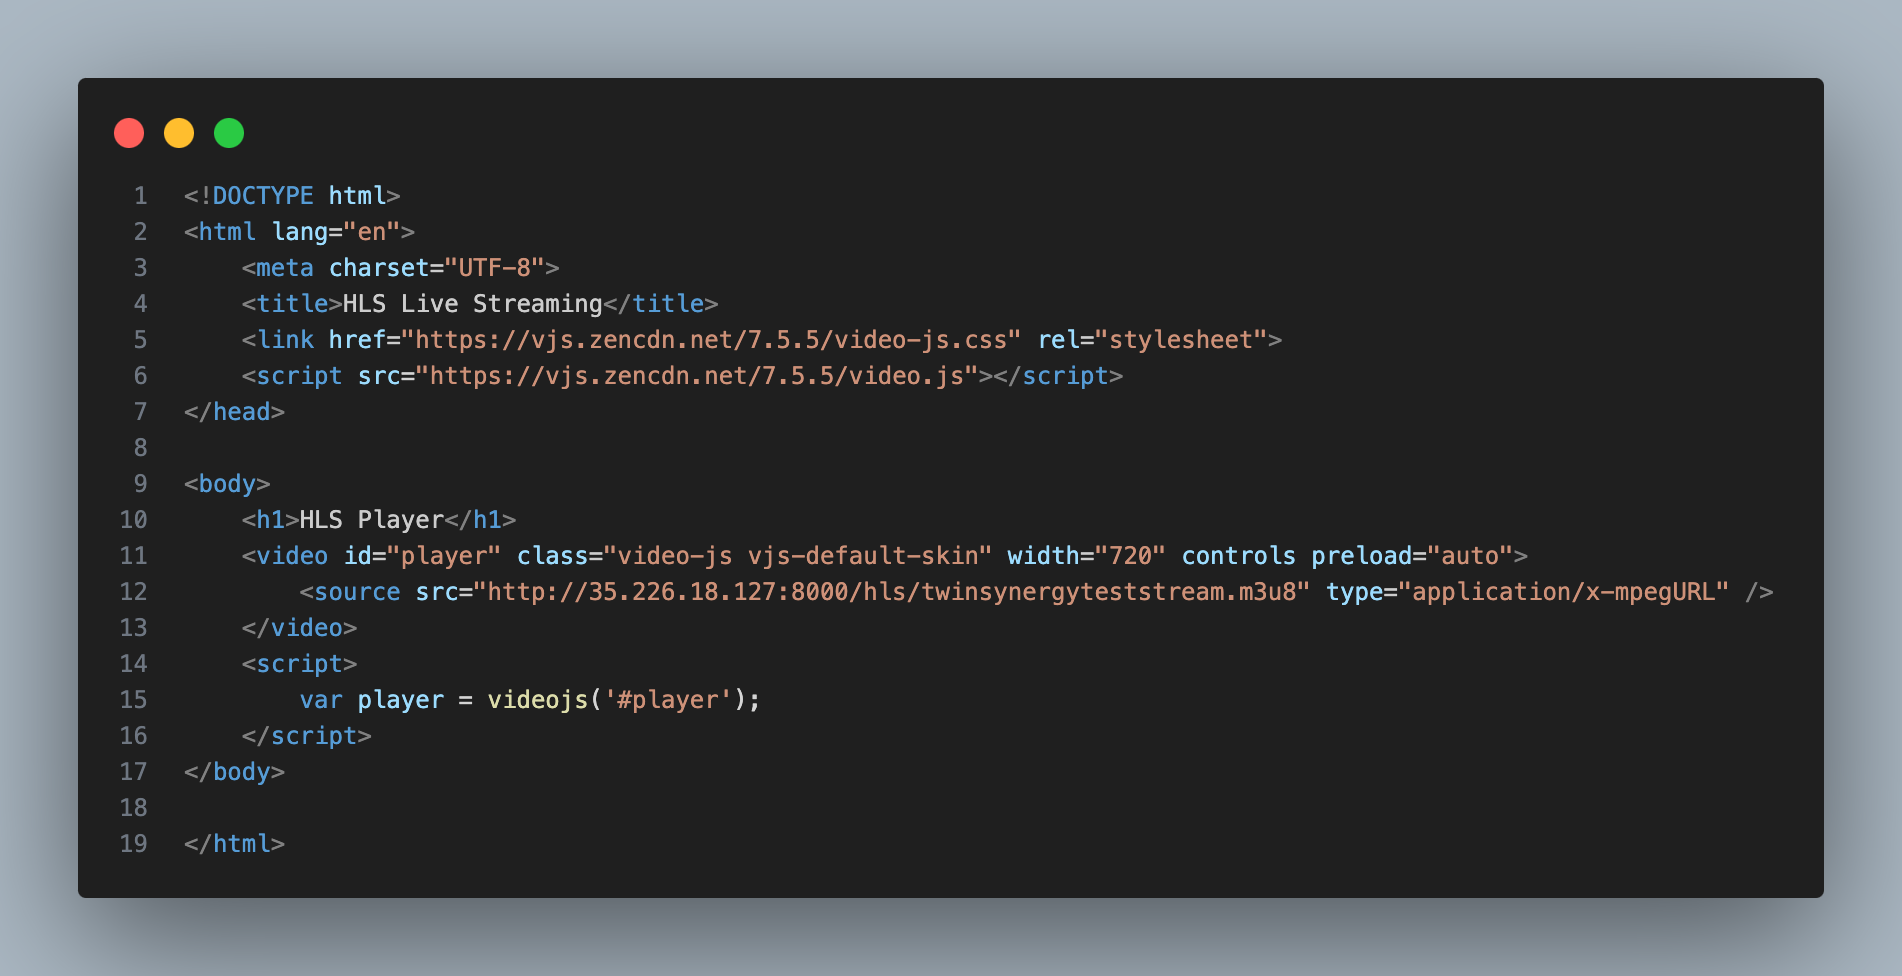 1 <!DOCTYPE html>
2 <html lang="en">
3     <meta charset="UTF-8">
4     <title>HLS Live Streaming</title>
5     <link href="https://vjs.zencdn.net/7.5.5/video-js.css" rel="stylesheet">
6     <script src="https://vjs.zencdn.net/7.5.5/video.js"></script>
7 </head>
8
9 <body>
10     <h1>HLS Player</h1>
11     <video id="player" class="video-js vjs-default-skin" width="720" controls preload="auto">
12         <source src="http://35.226.18.127:8000/hls/twinsynergyteststream.m3u8" type="application/x-mpegURL" />
13     </video>
14     <script>
15         var player = videojs('#player');
16     </script>
17 </body>
18
19 </html>